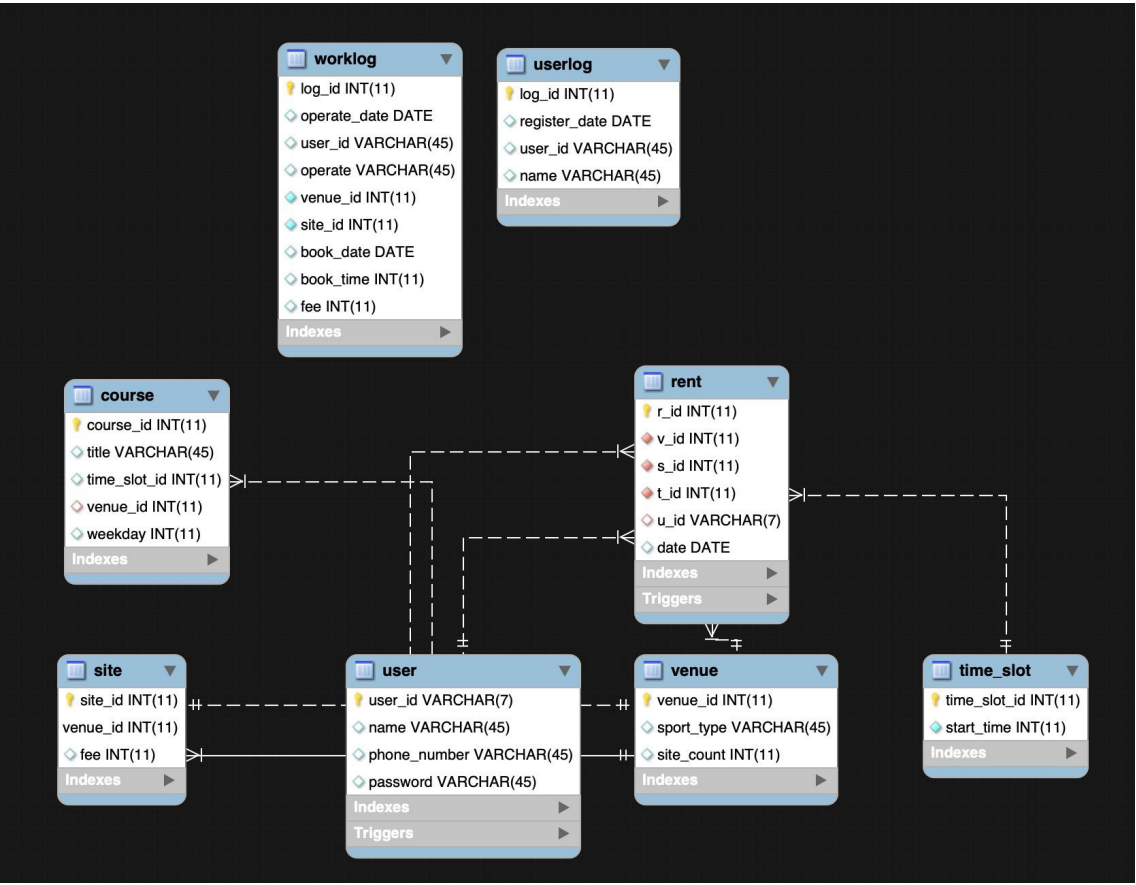 worklog
log_id INT(11)
operate_date DATE
user_id VARCHAR(45)
operate VARCHAR(45)
venue_id INT(11)
site_id INT(11)
book_date DATE
book_time INT(11)
fee INT(11)
Indexes
userlog
log_id INT(11)
register_date DATE
user_id VARCHAR(45)
name VARCHAR(45)
Indexes
course
course_id INT(11)
title VARCHAR(45)
time_slot_id INT(11)
venue_id INT(11)
weekday INT(11)
Indexes
rent
r_id INT(11)
v_id INT(11)
s_id INT(11)
t_id INT(11)
u_id VARCHAR(7)
date DATE
Indexes
Triggers
site
site_id INT(11)
venue_id INT(11)
fee INT(11)
Indexes
user
user_id VARCHAR(7)
name VARCHAR(45)
phone_number VARCHAR(45)
password VARCHAR(45)
Indexes
Triggers
venue
venue_id INT(11)
sport_type VARCHAR(45)
site_count INT(11)
Indexes
time_slot
time_slot_id INT(11)
start_time INT(11)
Indexes